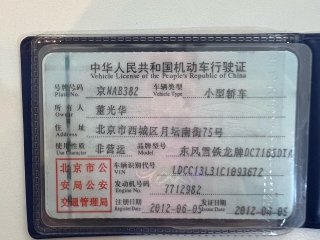 中华人民共和国机动车行驶证
Vehicle License of the People's Republic of China
号牌号码 京NAB382 车辆类型 小型轿车
Plate No. Vehicle Type
所有人 董光华
Owner
住址 北京市西城区月坛南街75号
Address
使用性质 非营运 品牌型号 东风雪铁龙牌DC7163DTA
Use Character Model
北京市公 车辆识别代号 LDCC13L31C1093672
安局公安 VIN
交通管理局 发动机号码 7712982
Engine No.
注册日期 2012-06-05 发证日期
Register Date Issue Date